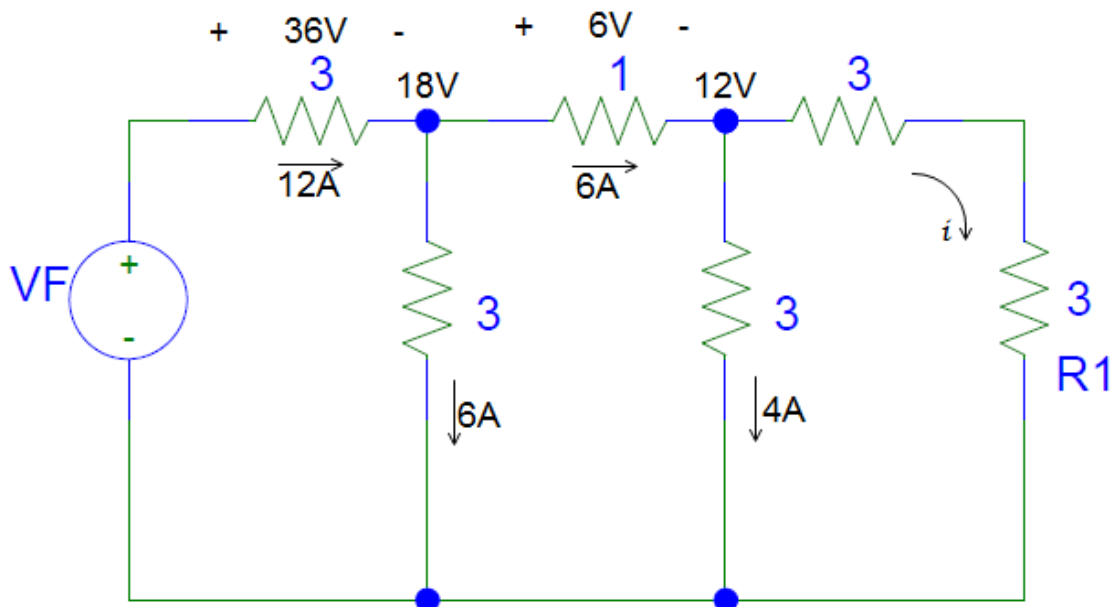 + 36V - + 6V -
3 18V 1 12V 3
12A 6A
i
VF + -
3 3 3
R1
6A 4A